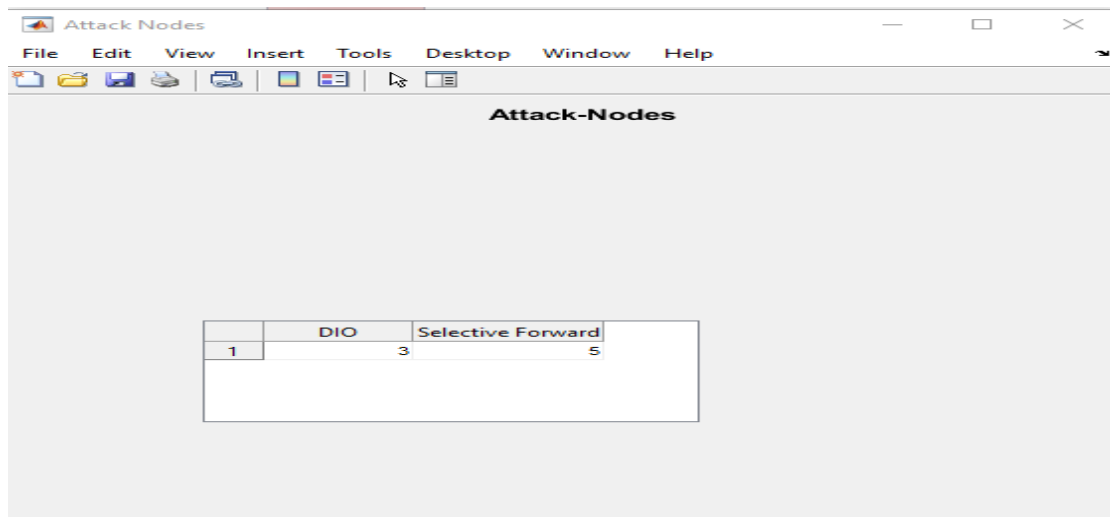 Attack Nodes
File Edit View Insert Tools Desktop Window Help
Attack-Nodes
DIO Selective Forward
1 3 5